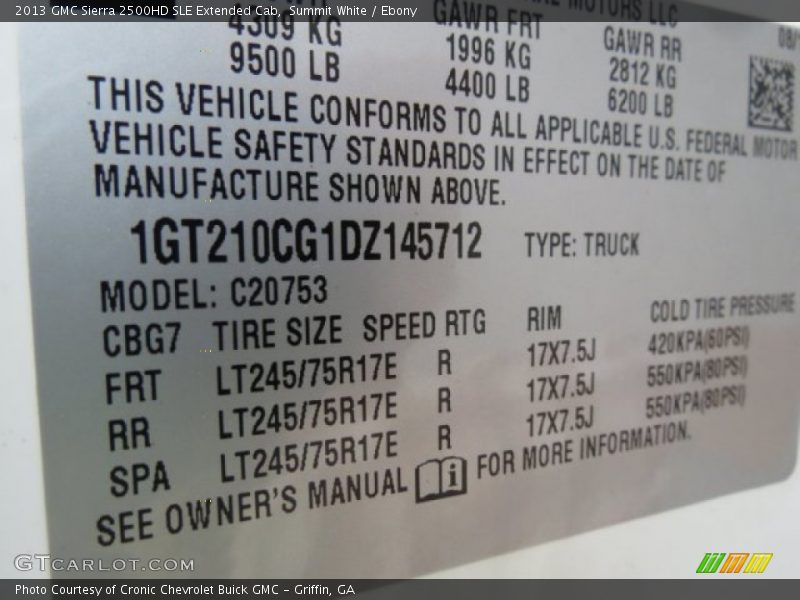 2013 GMC Sierra 2500HD SLE Extended Cab, Summit White / Ebony
MOTORS LLC
4309 KG GAWR FRT GAWR RR 08/
9500 LB 1996 KG 2812 KG
4400 LB 6200 LB
THIS VEHICLE CONFORMS TO ALL APPLICABLE U.S. FEDERAL MOTOR
VEHICLE SAFETY STANDARDS IN EFFECT ON THE DATE OF
MANUFACTURE SHOWN ABOVE.
1GT210CG1DZ145712 TYPE: TRUCK
MODEL: C20753
CBG7 TIRE SIZE SPEED RTG RIM COLD TIRE PRESSURE
FRT LT245/75R17E R 17X7.5J 420KPA(60PSI)
RR LT245/75R17E R 17X7.5J 550KPA(80PSI)
SPA LT245/75R17E R 17X7.5J 550KPA(80PSI)
SEE OWNER'S MANUAL i FOR MORE INFORMATION.
GTCARLOT.COM
Photo Courtesy of Cronic Chevrolet Buick GMC - Griffin, GA